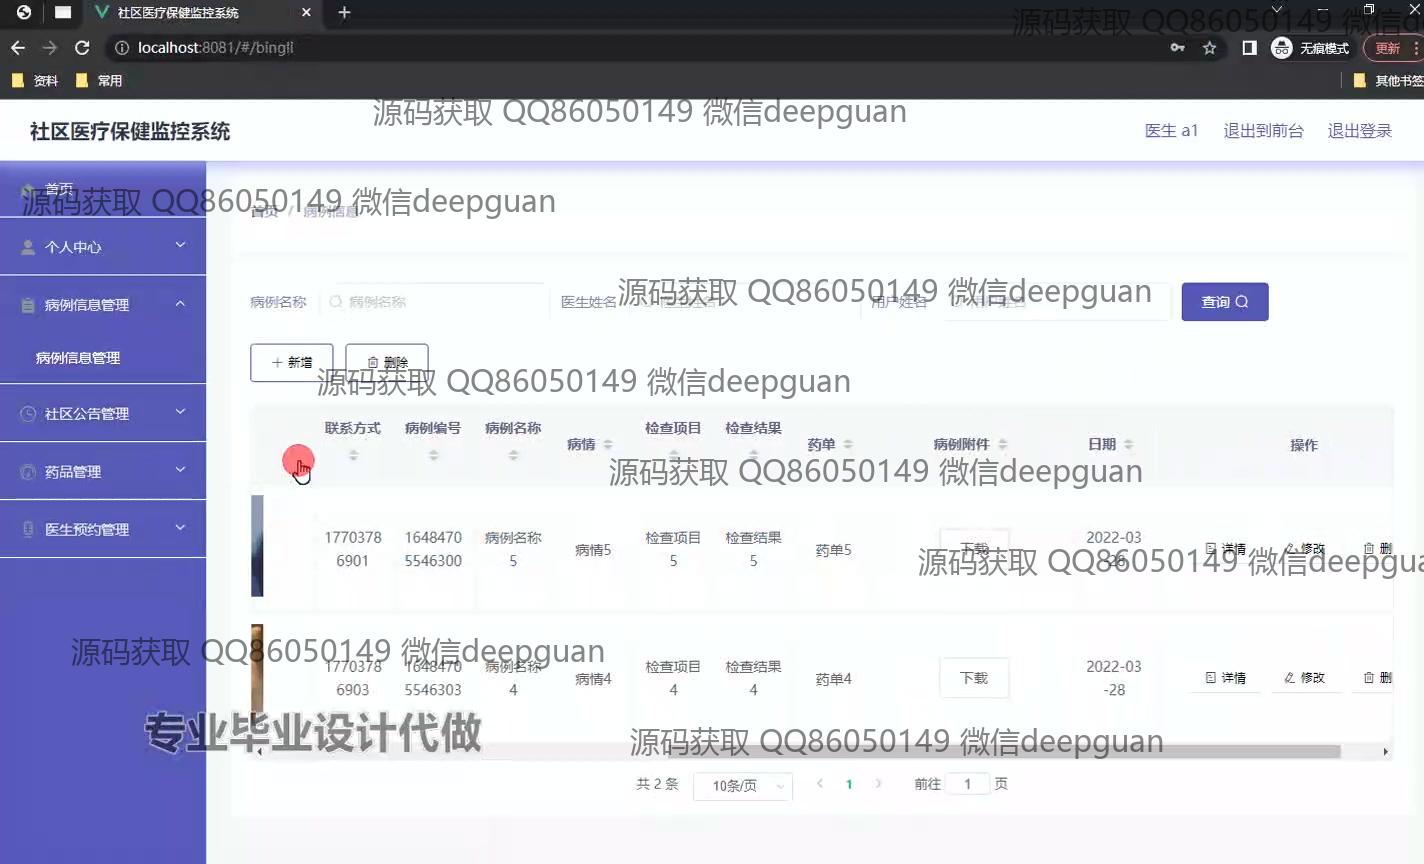 社区医疗保健监控系统
localhost:8081/#/bingli
无痕模式
更新
资料
常用
其他书签
源码获取 QQ86050149 微信d
源码获取 QQ86050149 微信deepguan
社区医疗保健监控系统
医生 a1
退出到前台
退出登录
首页
源码获取 QQ86050149 微信deepguan
首页 / 病例信息
个人中心
病例信息管理
病例信息管理
社区公告管理
药品管理
医生预约管理
源码获取 QQ86050149 微信deepguan
病例名称
病例名称
医生姓名
医生姓名
用户姓名
查询
新增
删除
源码获取 QQ86050149 微信deepguan
联系方式 病例编号 病例名称 病情 检查项目 检查结果 药单 病例附件 日期 操作
源码获取 QQ86050149 微信deepguan
1770378 1648470 病例名称 检查项目 检查结果 2022-03
6901 5546300 5 病情5 5 5 药单5 下载 -28 详情 修改 删
源码获取 QQ86050149 微信deepgua
源码获取 QQ86050149 微信deepguan
1770378 1648470 病例名称 检查项目 检查结果 2022-03
6903 5546303 4 病情4 4 4 药单4 下载 -28 详情 修改 删
专业毕业设计代做
源码获取 QQ86050149 微信deepguan
共 2 条 10条/页 1 前往 1 页